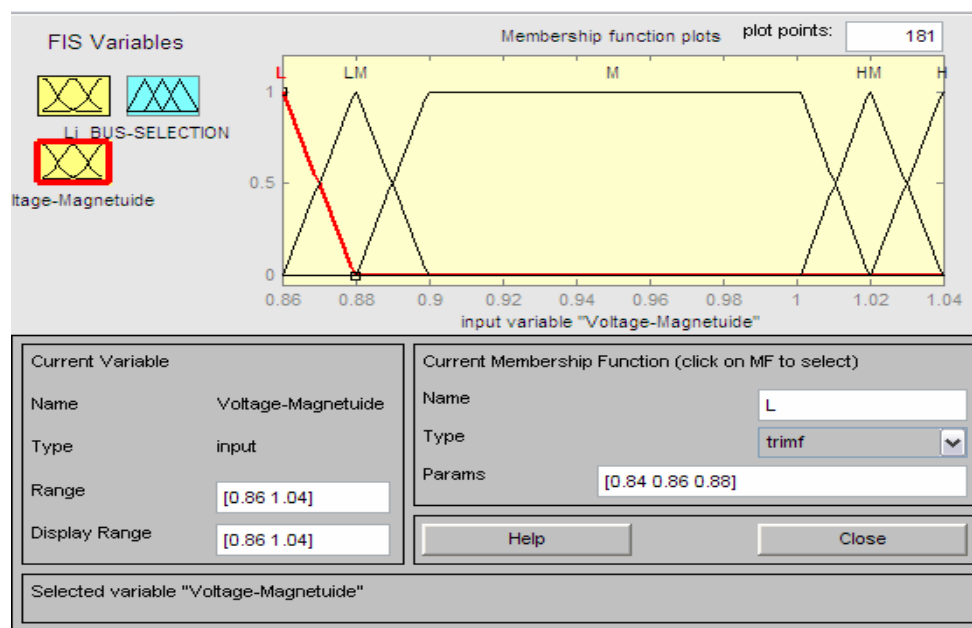 FIS Variables
Membership function plots
plot points:
181
L
LM
M
HM
H
1
0.5
0
Li
BUS-SELECTION
ltage-Magnetuide
0.86
0.88
0.9
0.92
0.94
0.96
0.98
1
1.02
1.04
input variable "Voltage-Magnetuide"
Current Variable
Name
Voltage-Magnetuide
Type
input
Range
[0.86 1.04]
Display Range
[0.86 1.04]
Current Membership Function (click on MF to select)
Name
L
Type
trimf
Params
[0.84 0.86 0.88]
Help
Close
Selected variable "Voltage-Magnetuide"